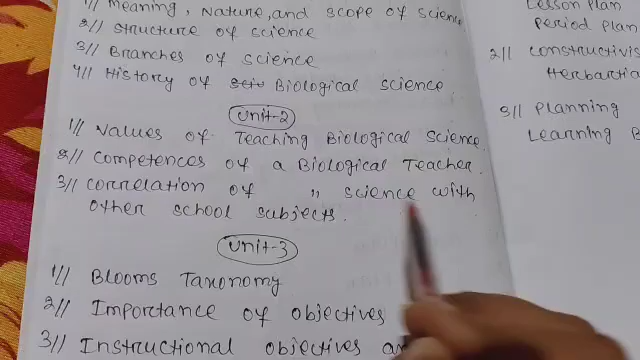 1// Meaning, Nature, and scope of science
2// Structure of science
3// Branches of science
4// History of Biological science
Unit-2
1// Values of Teaching Biological Science.
2// Competences of a Biological Teacher.
3// Correlation of " science with
other school subjects.
Unit-3
1// Blooms Taxonomy
2// Importance of objectives
3// Instructional objectives
Lesson Plan
Period Plan
2// Constructivis
Herbartia
3// Planning
Learning